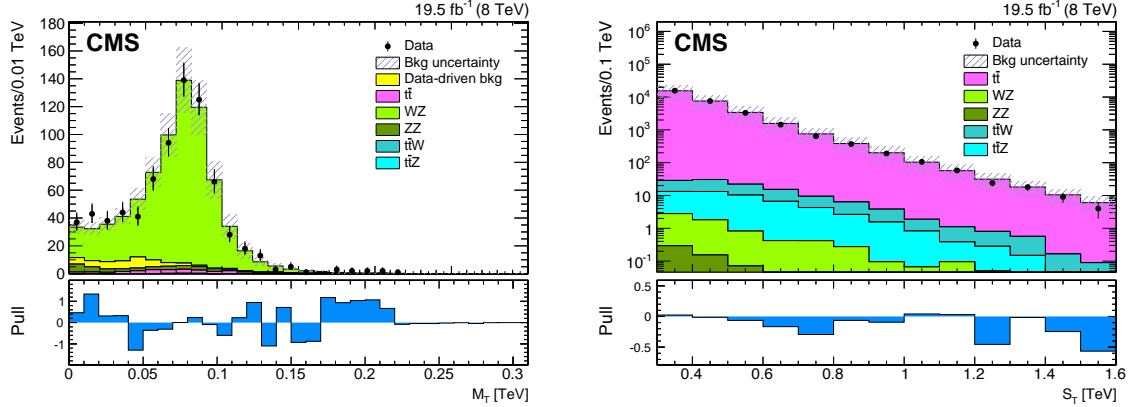 19.5 fb⁻¹ (8 TeV)
CMS
Events/0.01 TeV
160
140
120
100
80
60
40
20
0
Data
Bkg uncertainty
Data-driven bkg
tt̄
WZ
ZZ
tt̄W
tt̄Z
Pull
1
0
-1
0
0.05
0.1
0.15
0.2
0.25
0.3
M_T [TeV]
19.5 fb⁻¹ (8 TeV)
CMS
Events/0.1 TeV
10⁶
10⁵
10⁴
10³
10²
10
1
10⁻¹
Data
Bkg uncertainty
tt̄
WZ
ZZ
tt̄W
tt̄Z
Pull
0.5
0
-0.5
0.4
0.6
0.8
1
1.2
1.4
1.6
S_T [TeV]